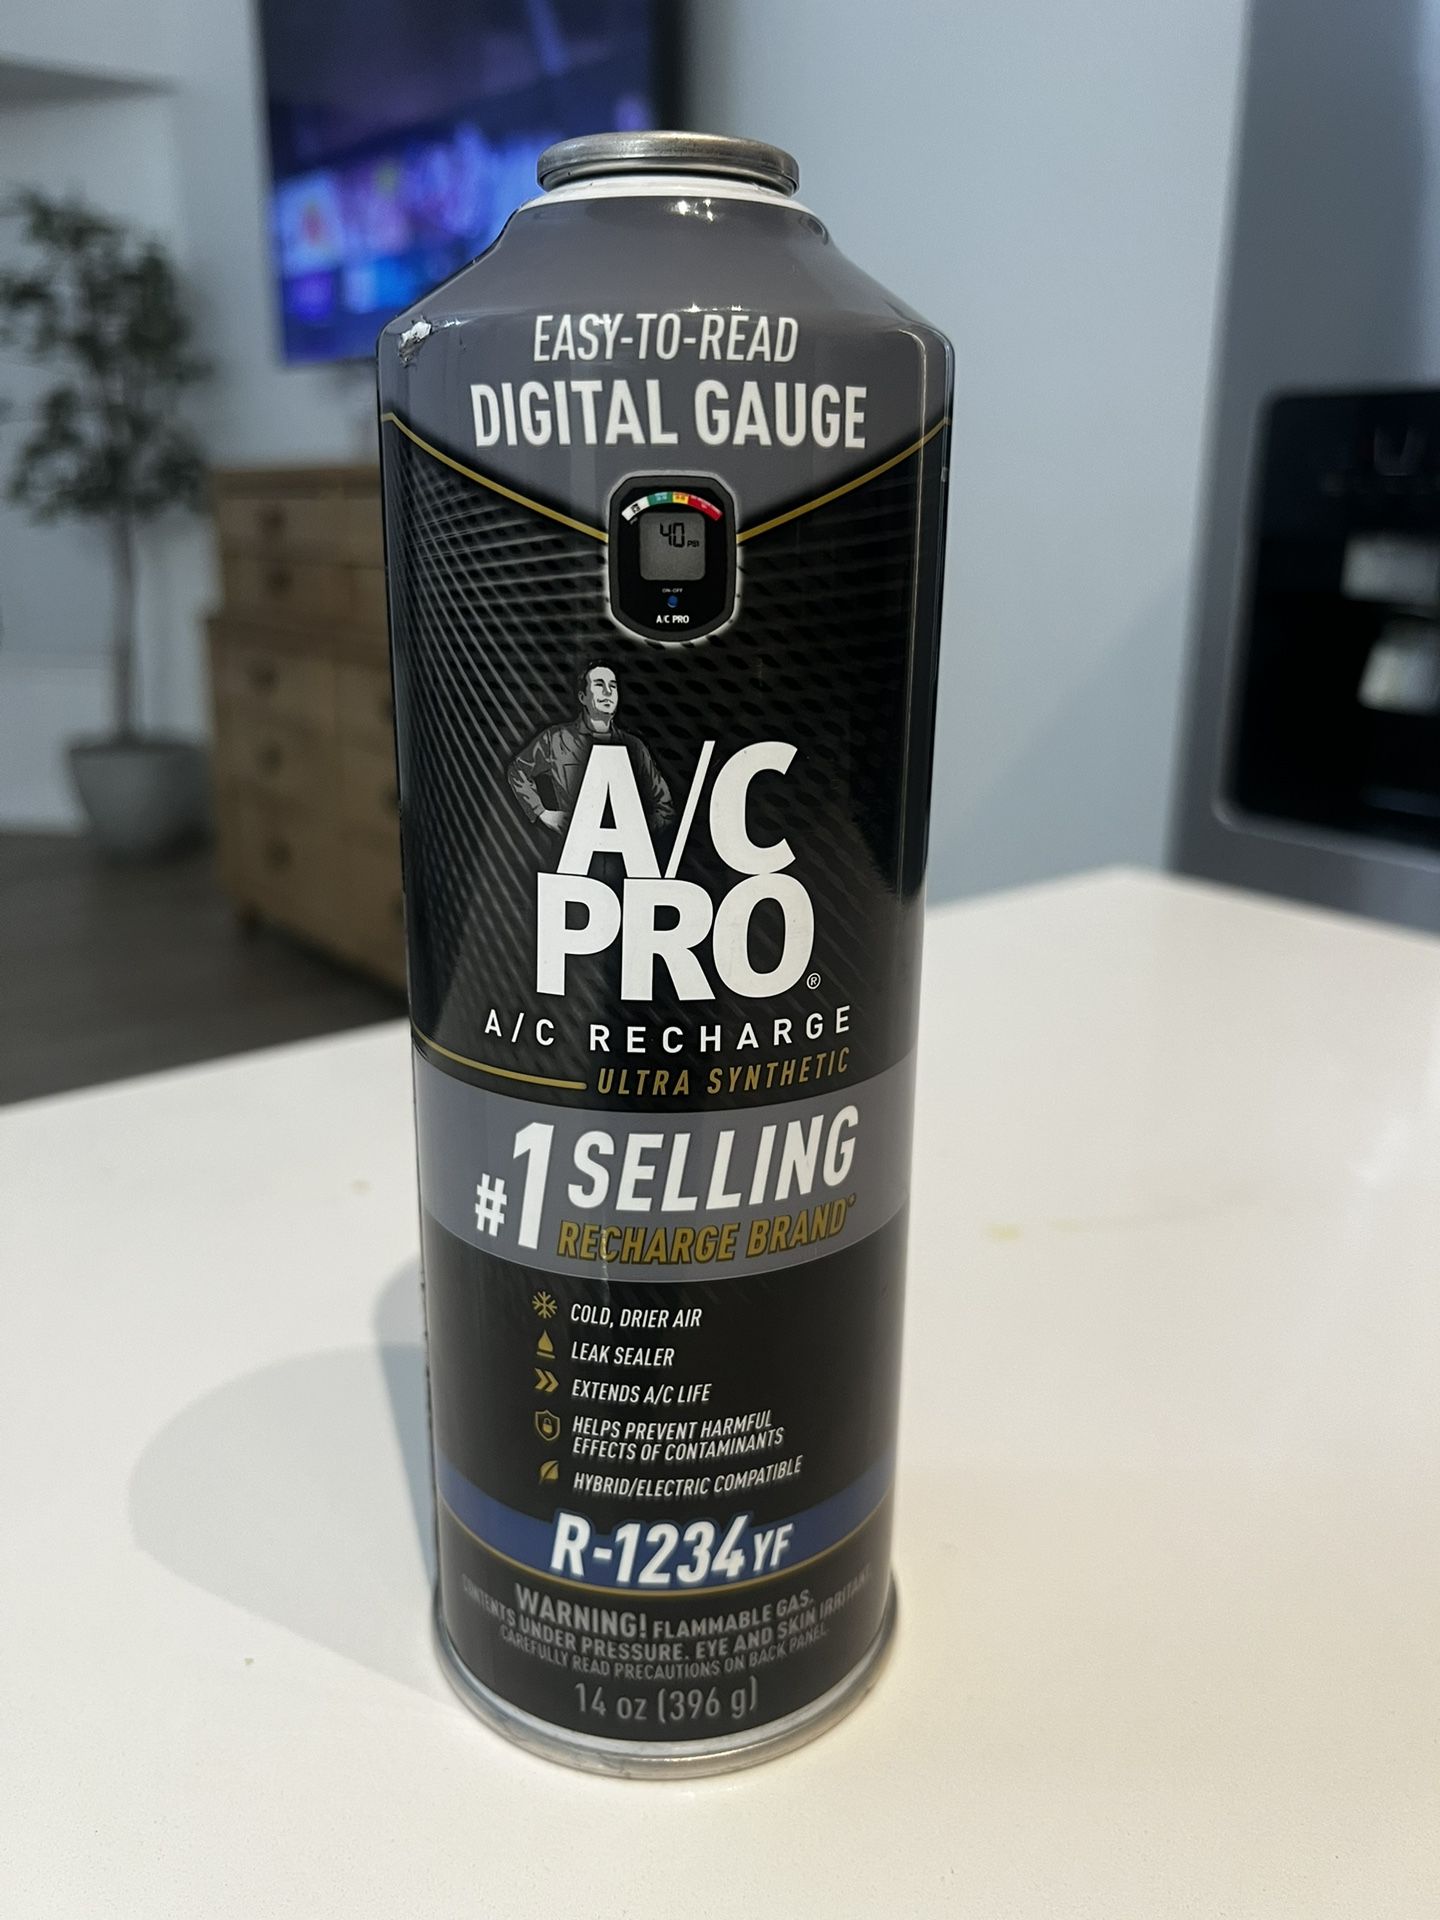 EASY-TO-READ
DIGITAL GAUGE
40 PSI
ON-OFF
A/C PRO
A/C
PRO®
A/C RECHARGE
ULTRA SYNTHETIC
#1 SELLING
RECHARGE BRAND*
COLD, DRIER AIR
LEAK SEALER
EXTENDS A/C LIFE
HELPS PREVENT HARMFUL
EFFECTS OF CONTAMINANTS
HYBRID/ELECTRIC COMPATIBLE
R-1234YF
WARNING! FLAMMABLE GAS.
CONTENTS UNDER PRESSURE. EYE AND SKIN IRRITANT.
CAREFULLY READ PRECAUTIONS ON BACK PANEL.
14 oz (396 g)